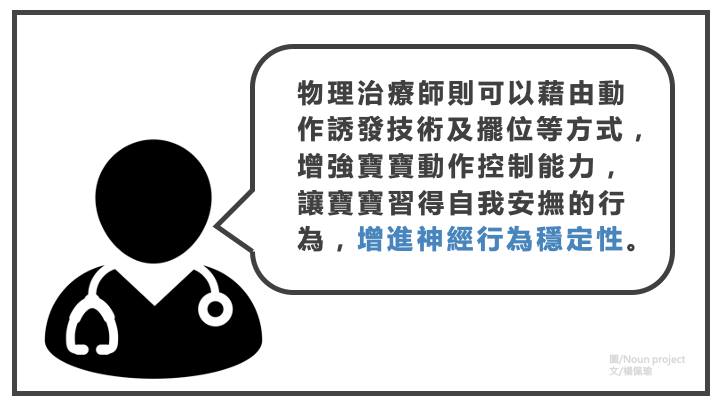 物理治療師則可以藉由動
作誘發技術及擺位等方式，
增強寶寶動作控制能力，
讓寶寶習得自我安撫的行
為，增進神經行為穩定性。
圖/Noun project
文/楊佩瑜